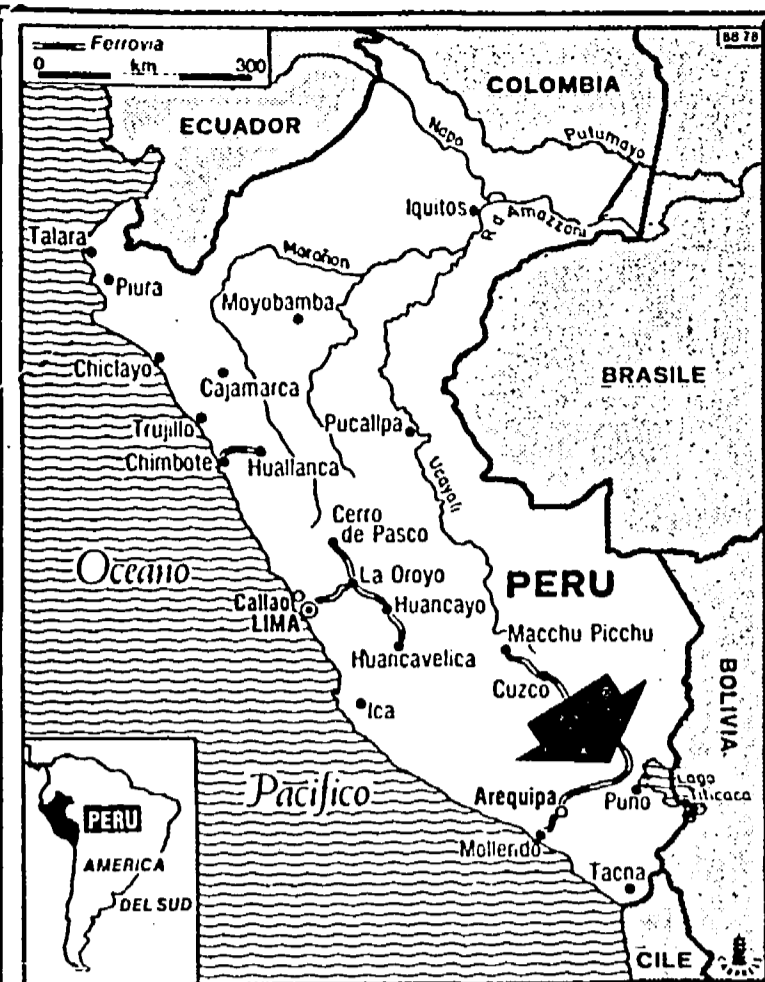 Ferrovia
0 km 300
88 78
COLOMBIA
ECUADOR
Napo
Putumayo
Iquitos
R a Amazzoni
Talara
Marañon
Piura
Moyobamba
Chiclayo
Cajamarca
BRASILE
Trujillo
Pucallpa
Chimbote
Huallanca
Ucayali
Cerro
de Pasco
Oceano
La Oroyo
PERU
Callao
LIMA
Huancayo
Macchu Picchu
Huancavelica
Cuzco
BOLIVIA
Ica
Pacifico
Lago
Titicaca
Arequipa
Puno
PERU
Mollendo
AMERICA
DEL SUD
Tacna
CILE